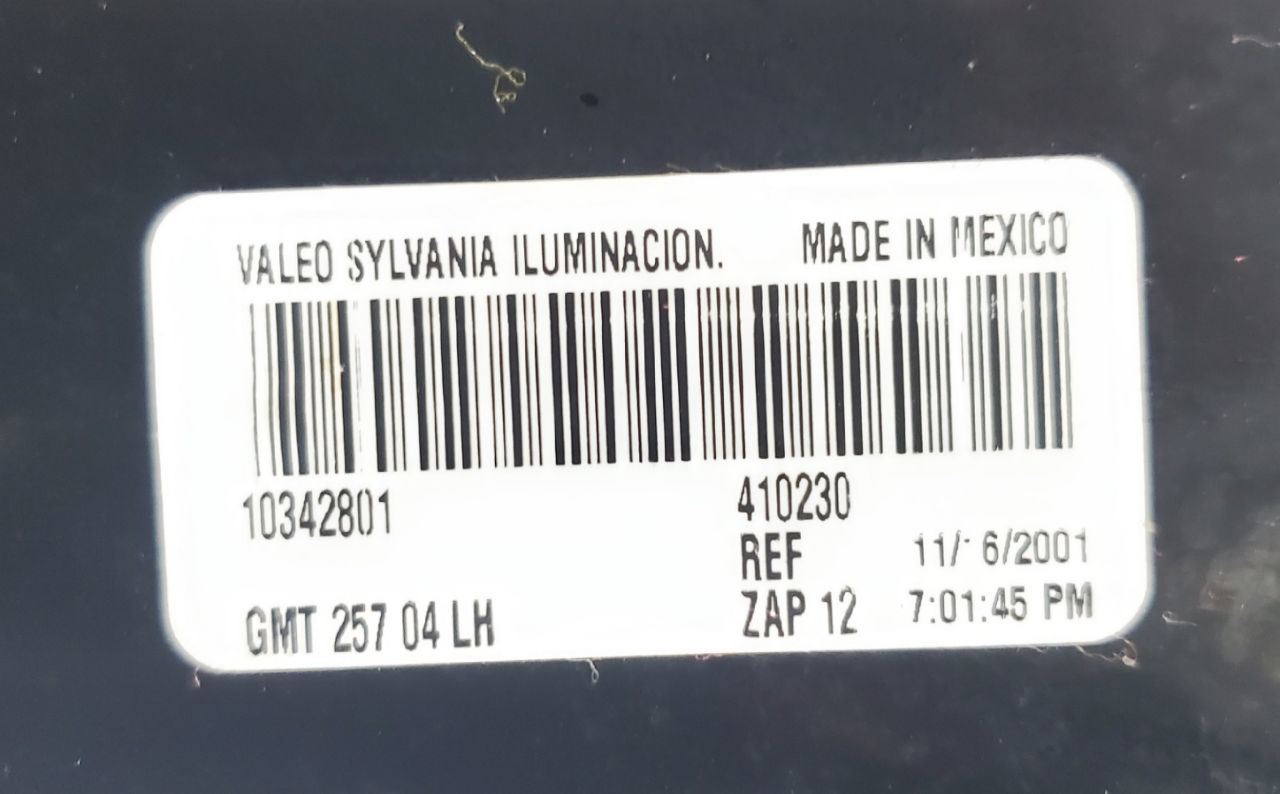 VALEO SYLVANIA ILUMINACION. MADE IN MEXICO
10342801 410230
REF 11/ 6/2001
GMT 257 04 LH ZAP 12 7:01:45 PM